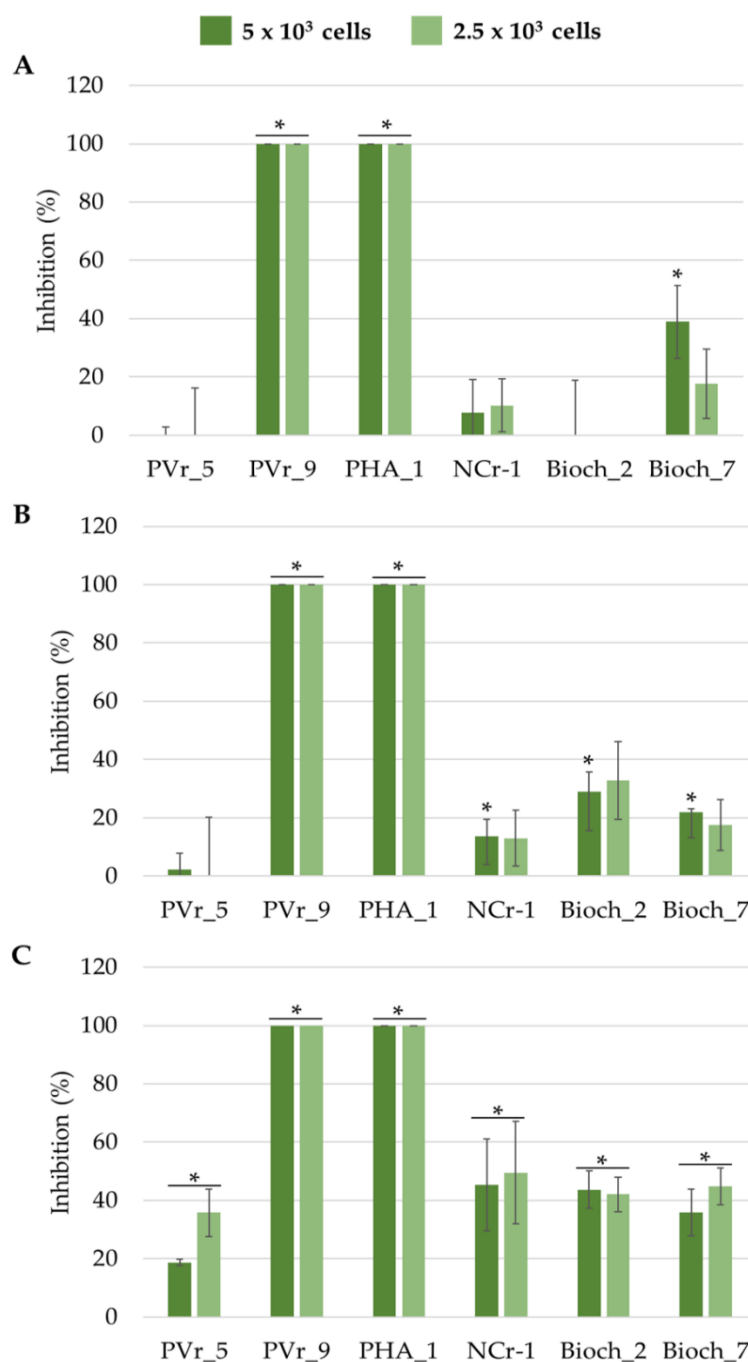 5 x 10³ cells 2.5 x 10³ cells
A
120
100
80
60
40
20
0
Inhibition (%)
* * *
PVr_5 PVr_9 PHA_1 NCr-1 Bioch_2 Bioch_7
B
120
100
80
60
40
20
0
Inhibition (%)
* * * * *
PVr_5 PVr_9 PHA_1 NCr-1 Bioch_2 Bioch_7
C
120
100
80
60
40
20
0
Inhibition (%)
* * * * * *
PVr_5 PVr_9 PHA_1 NCr-1 Bioch_2 Bioch_7